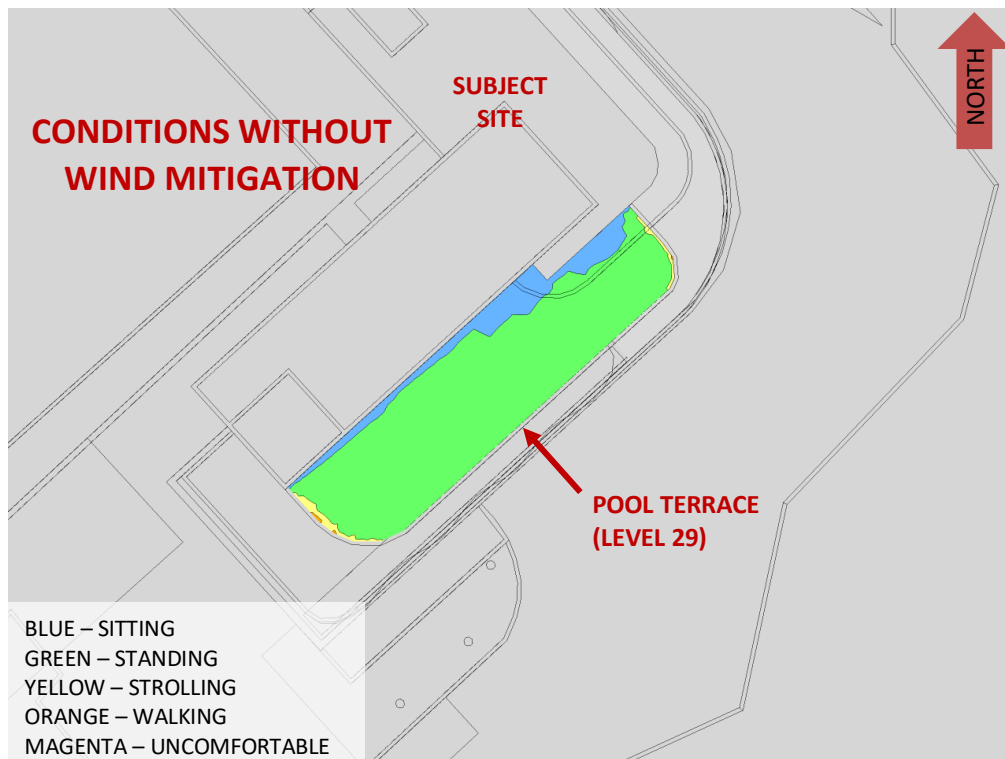 CONDITIONS WITHOUT
WIND MITIGATION
SUBJECT
SITE
NORTH
POOL TERRACE
(LEVEL 29)
BLUE – SITTING
GREEN – STANDING
YELLOW – STROLLING
ORANGE – WALKING
MAGENTA – UNCOMFORTABLE